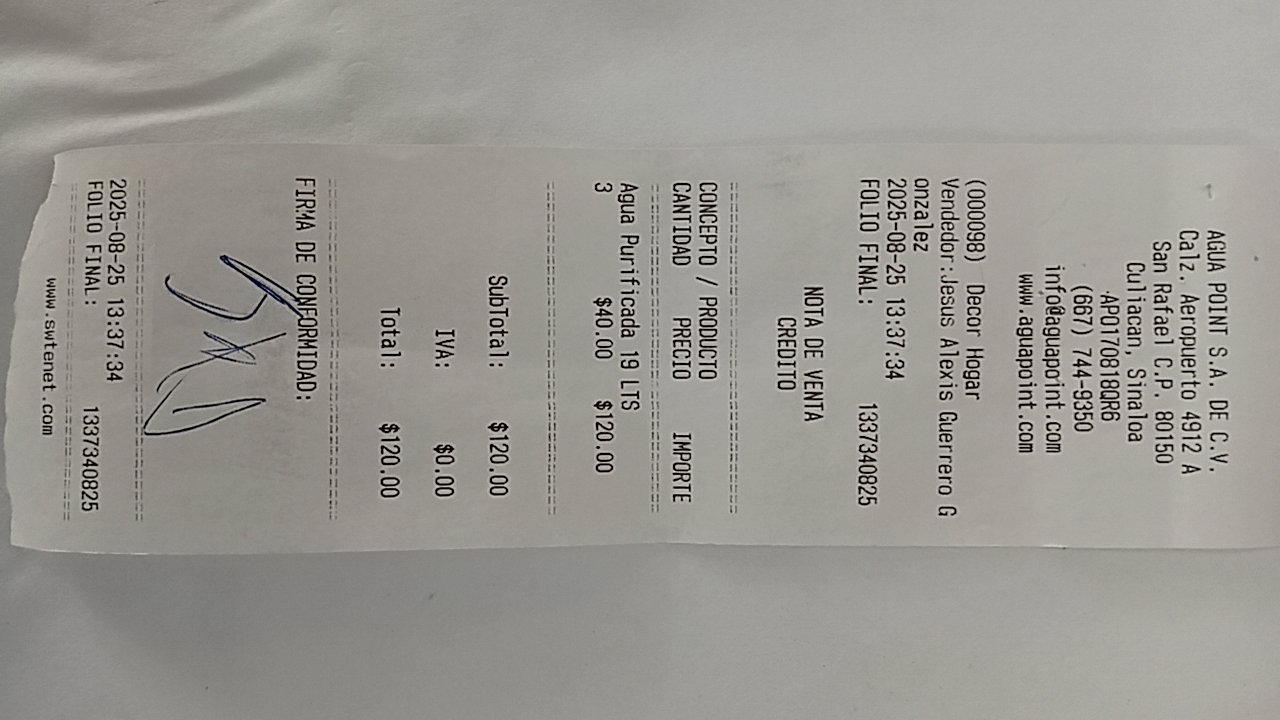 AGUA POINT S.A. DE C.V.
Calz. Aeropuerto 4912 A
San Rafael C.P. 80150
Culiacan, Sinaloa
APO170818QR6
(667) 744-9350
info@aguapoint.com
www.aguapoint.com
(000098) Decor Hogar
Vendedor:Jesus Alexis Guerrero G
onzalez
2025-08-25 13:37:34
FOLIO FINAL: 1337340825
NOTA DE VENTA
CREDITO
CONCEPTO / PRODUCTO
CANTIDAD PRECIO IMPORTE
Agua Purificada 19 LTS
3 $40.00 $120.00
SubTotal: $120.00
IVA: $0.00
Total: $120.00
FIRMA DE CONFORMIDAD:
2025-08-25 13:37:34
FOLIO FINAL: 1337340825
www.swtenet.com